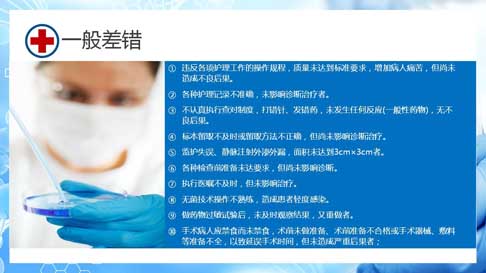 一般差错
① 违反各项护理工作的操作规程，质量未达到标准要求，增加病人痛苦，但尚未
造成不良后果。
② 各种护理记录不准确，未影响诊断治疗者。
③ 不认真执行查对制度，打错针、发错药，未发生任何反应(一般性药物)，无不
良后果。
④ 标本留取不及时或留取方法不正确，但尚未影响诊断治疗。
⑤ 监护失误、静脉注射外渗外漏，面积未达到3cm×3cm者。
⑥ 各种检查前准备未达要求，但尚未影响诊断。
⑦ 执行医嘱不及时，但未影响治疗。
⑧ 无菌技术操作不熟练，造成患者轻度感染。
⑨ 做药物过敏试验后，未及时观察结果，又重做者。
⑩ 手术病人应禁食而未禁食，术前未做准备、术前准备不合格或手术器械、敷料
等准备不全，以致延误手术时间，但未造成严重后果者；